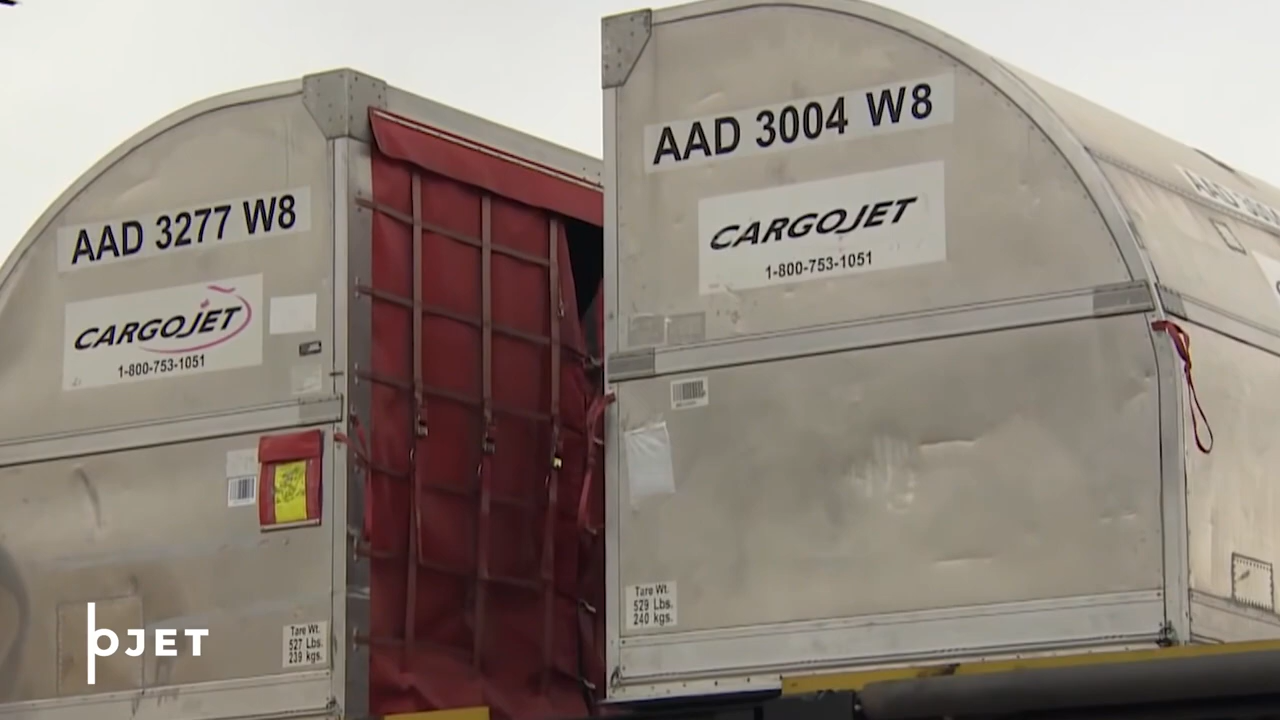 AAD 3277 W8
CARGOJET
1-800-753-1051
Tare Wt.
527 Lbs.
239 kgs.
AAD 3004 W8
CARGOJET
1-800-753-1051
Tare Wt.
529 Lbs.
240 kgs.
bJET